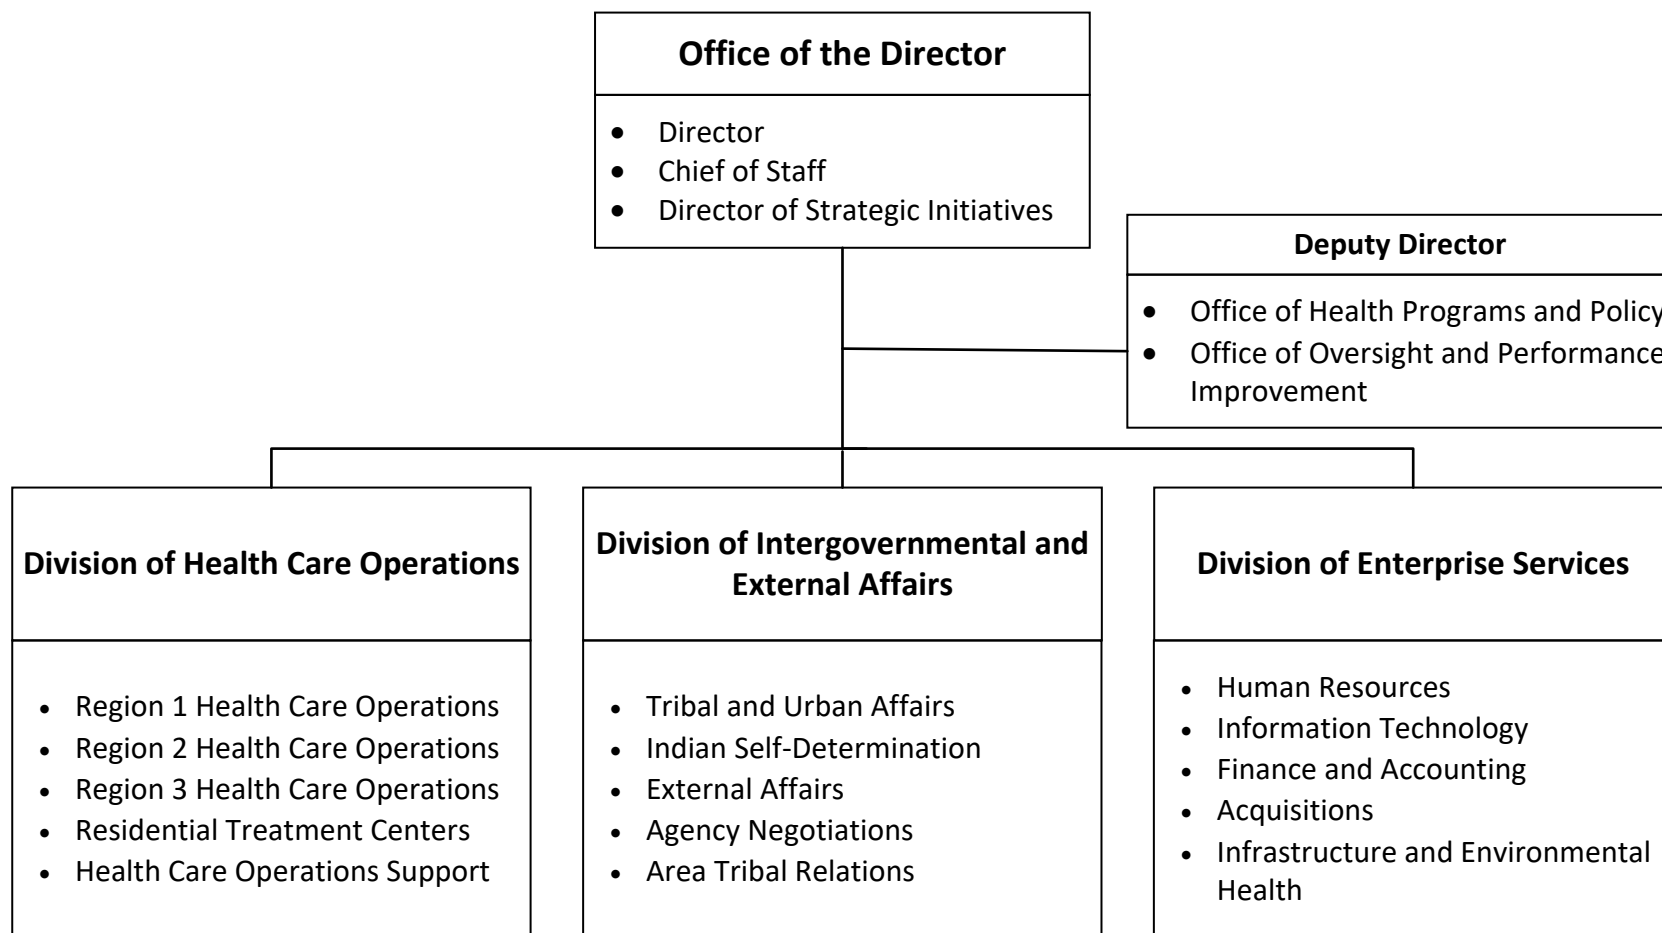 Office of the Director
• Director
• Chief of Staff
• Director of Strategic Initiatives
Deputy Director
• Office of Health Programs and Policy
• Office of Oversight and Performance
Improvement
Division of Health Care Operations
• Region 1 Health Care Operations
• Region 2 Health Care Operations
• Region 3 Health Care Operations
• Residential Treatment Centers
• Health Care Operations Support
Division of Intergovernmental and
External Affairs
• Tribal and Urban Affairs
• Indian Self-Determination
• External Affairs
• Agency Negotiations
• Area Tribal Relations
Division of Enterprise Services
• Human Resources
• Information Technology
• Finance and Accounting
• Acquisitions
• Infrastructure and Environmental
Health